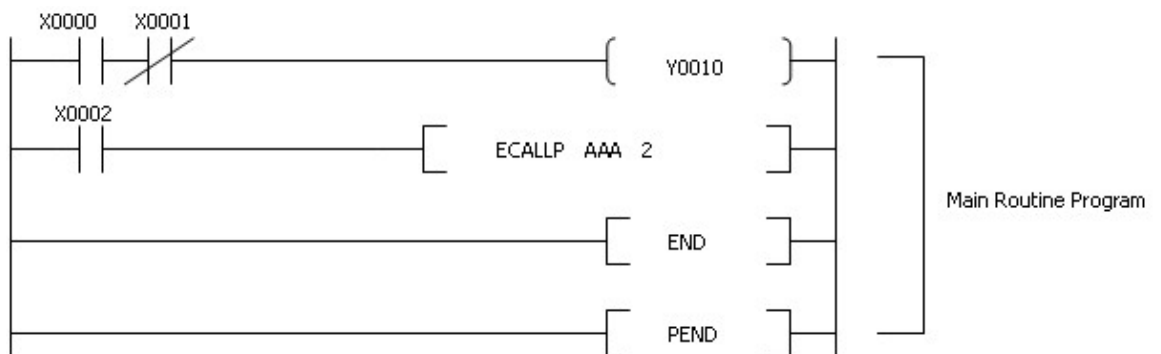 X0000 X0001
Y0010
X0002
ECALLP AAA 2
Main Routine Program
END
PEND